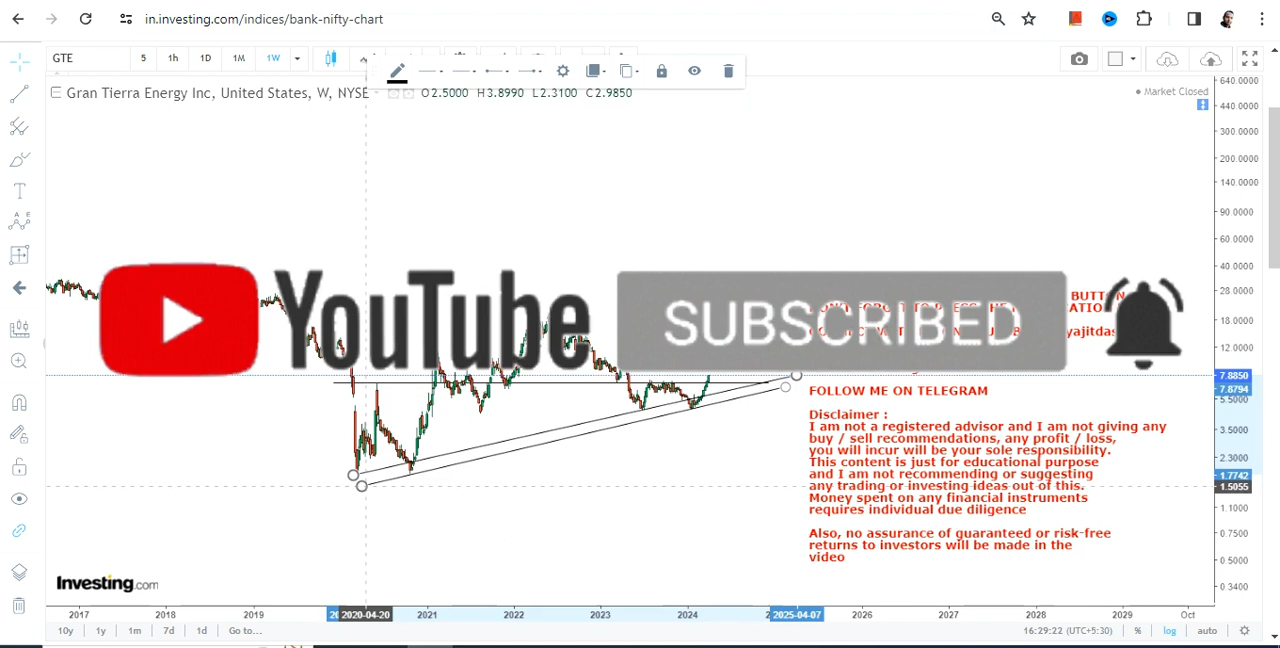 in.investing.com/indices/bank-nifty-chart
GTE 5 1h 1D 1M 1W
Gran Tierra Energy Inc, United States, W, NYSE O2.5000 H3.8990 L2.3100 C2.9850
Market Closed
640.0000
440.0000
300.0000
200.0000
140.0000
90.0000
60.0000
40.0000
28.0000
18.0000
12.0000
7.8850
7.8794
5.5000
3.5000
2.3000
1.7742
1.5055
1.1000
0.7500
0.5000
0.3400
YouTube SUBSCRIBED
BUTTON
yajitdas
FOLLOW ME ON TELEGRAM
Disclaimer :
I am not a registered advisor and I am not giving any
buy / sell recommendations, any profit / loss,
you will incur will be your sole responsibility.
This content is just for educational purpose
and I am not recommending or suggesting
any trading or investing ideas out of this.
Money spent on any financial instruments
requires individual due diligence
Also, no assurance of guaranteed or risk-free
returns to investors will be made in the
video
Investing.com
2017 2018 2019 2020-04-20 2021 2022 2023 2024 2025-04-07 2026 2027 2028 2029 Oct
10y 1y 1m 7d 1d Go to... 16:29:22 (UTC+5:30) % log auto